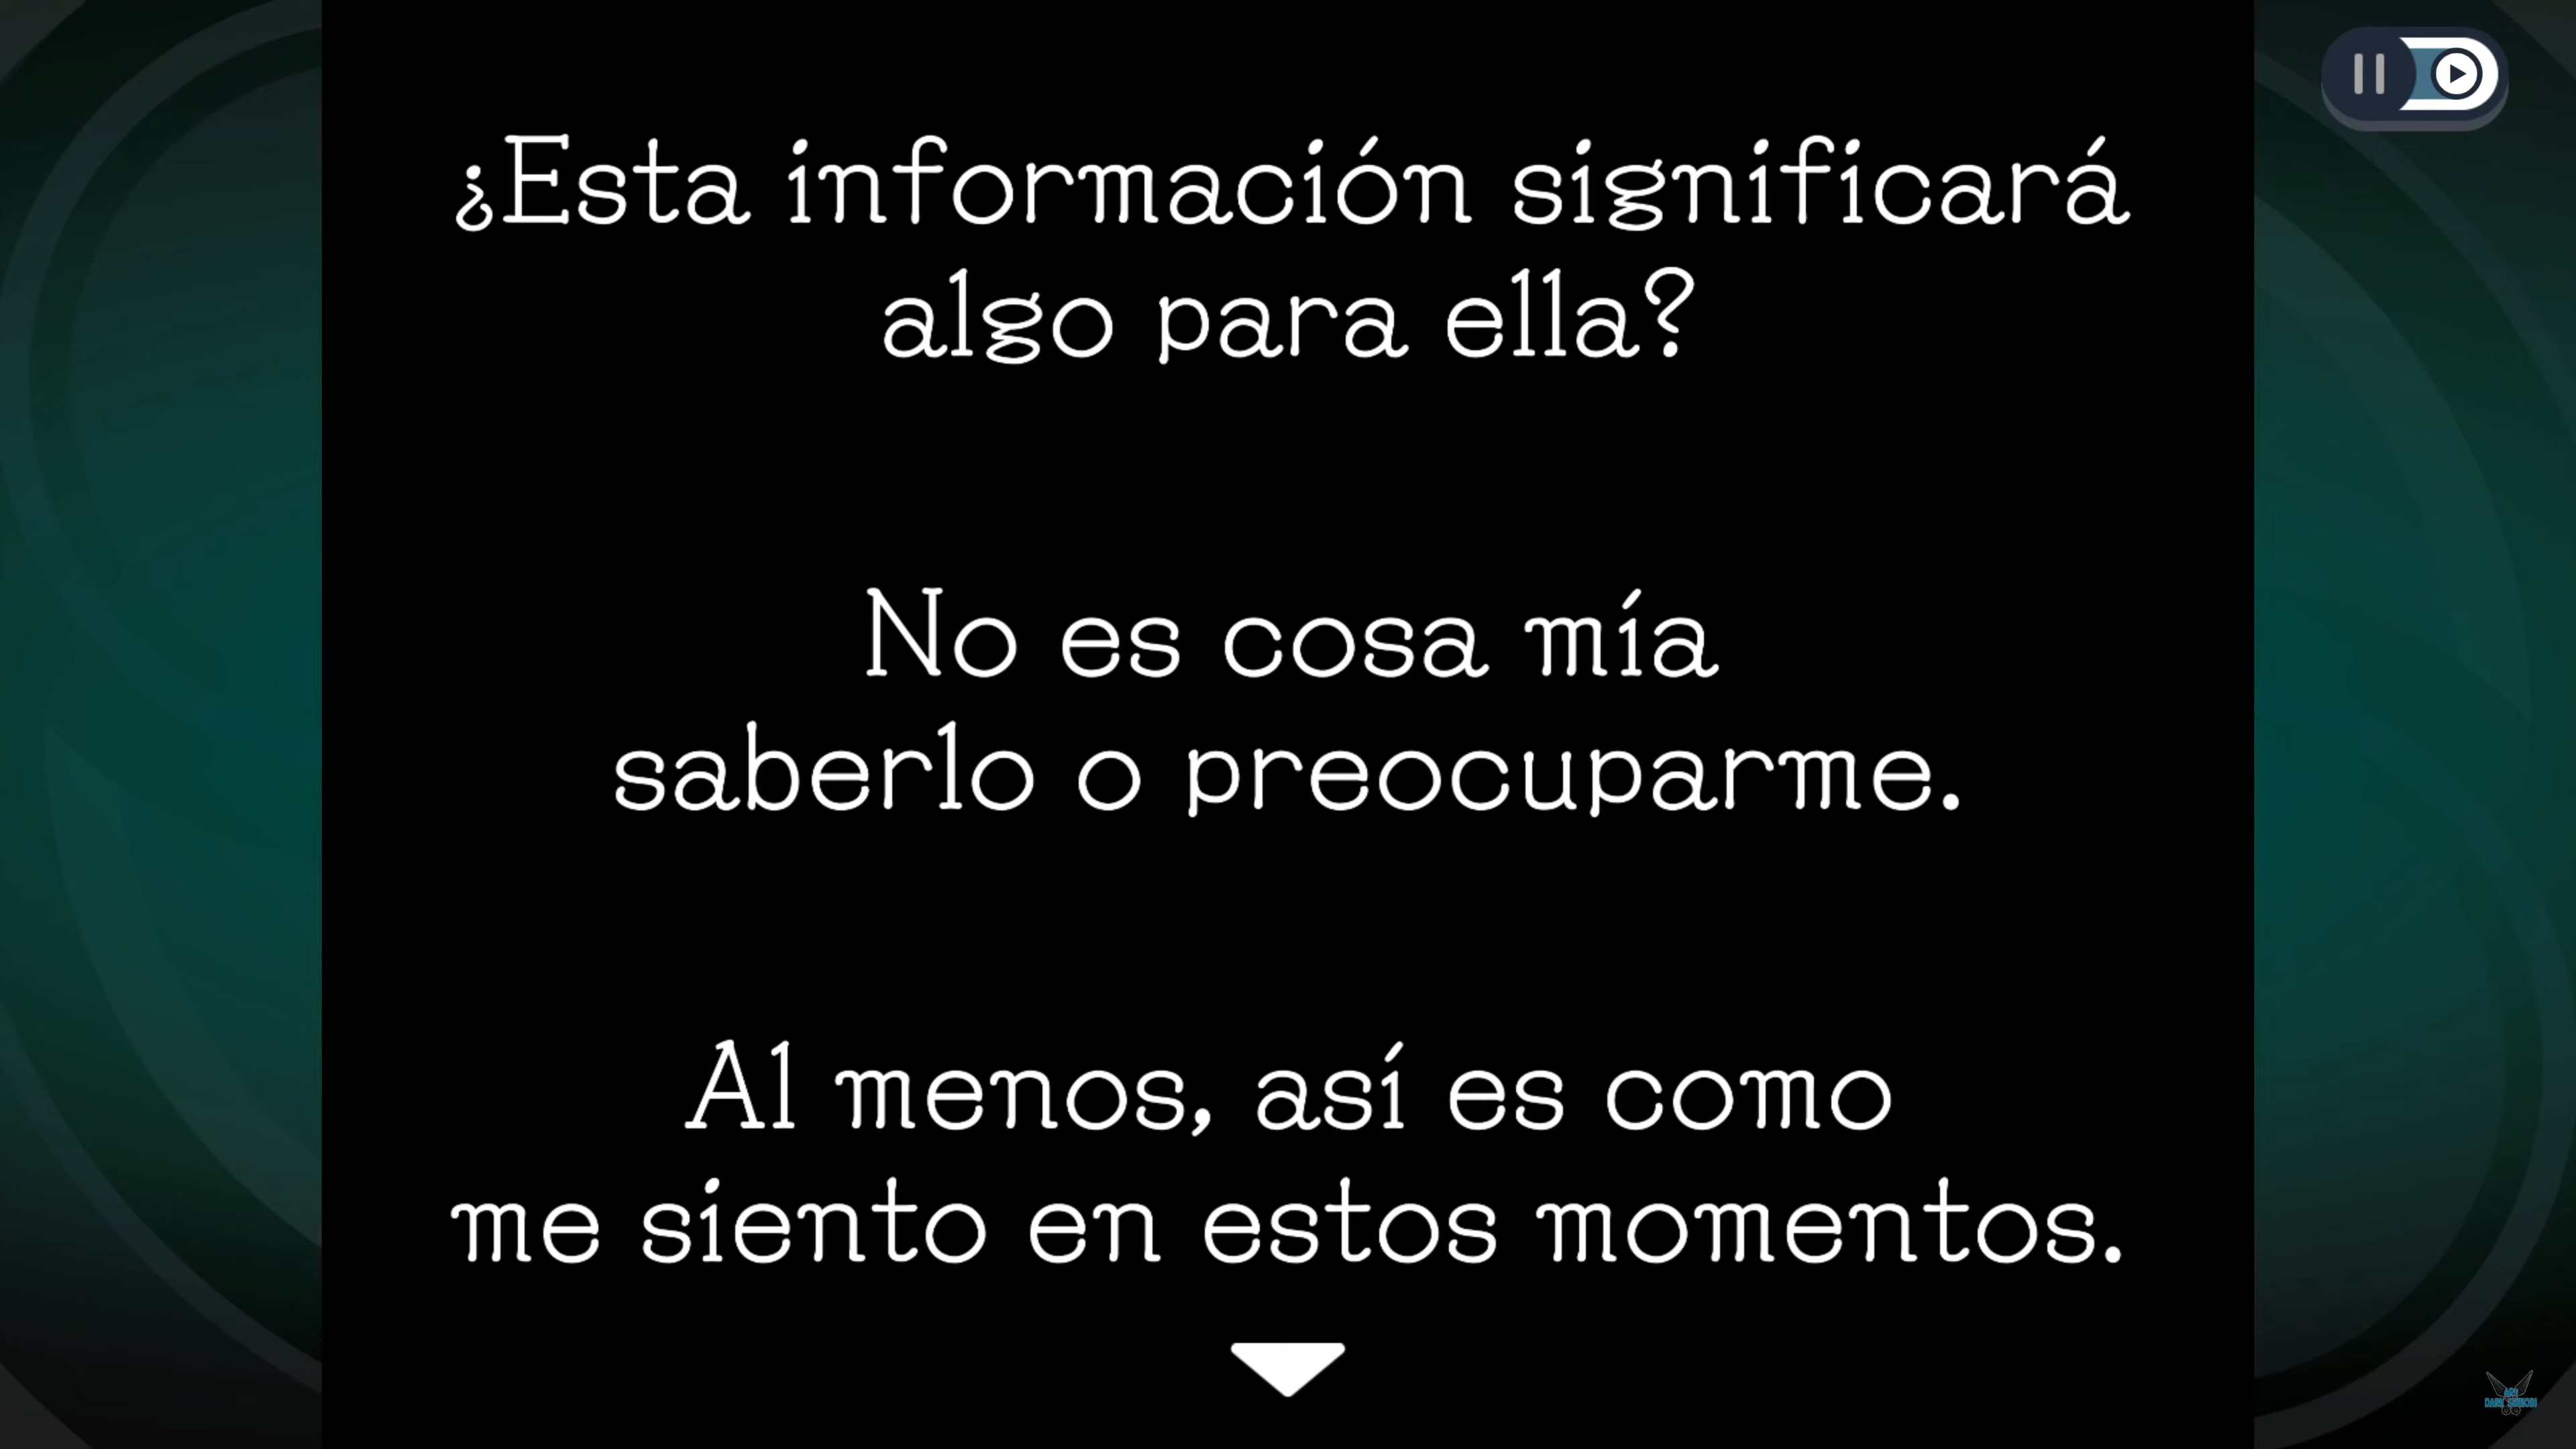 ¿Esta información significará
algo para ella?
No es cosa mía
saberlo o preocuparme.
Al menos, así es como
me siento en estos momentos.